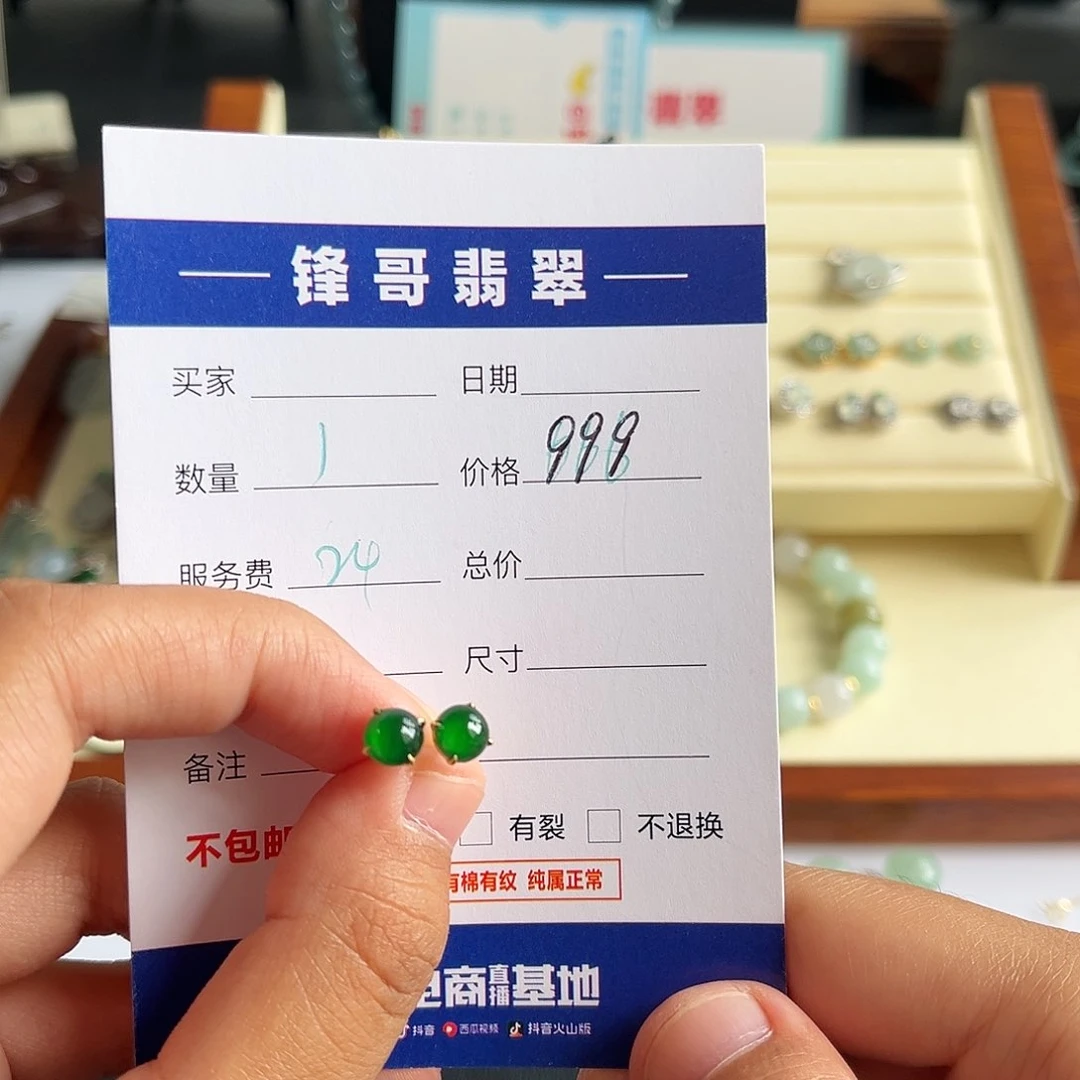 锋哥翡翠
买家 日期
数量 1 价格 999
服务费 24 总价
尺寸
备注
不包邮 有裂 不退换
有棉有纹 纯属正常
电商直播基地
抖音 西瓜视频 抖音火山版